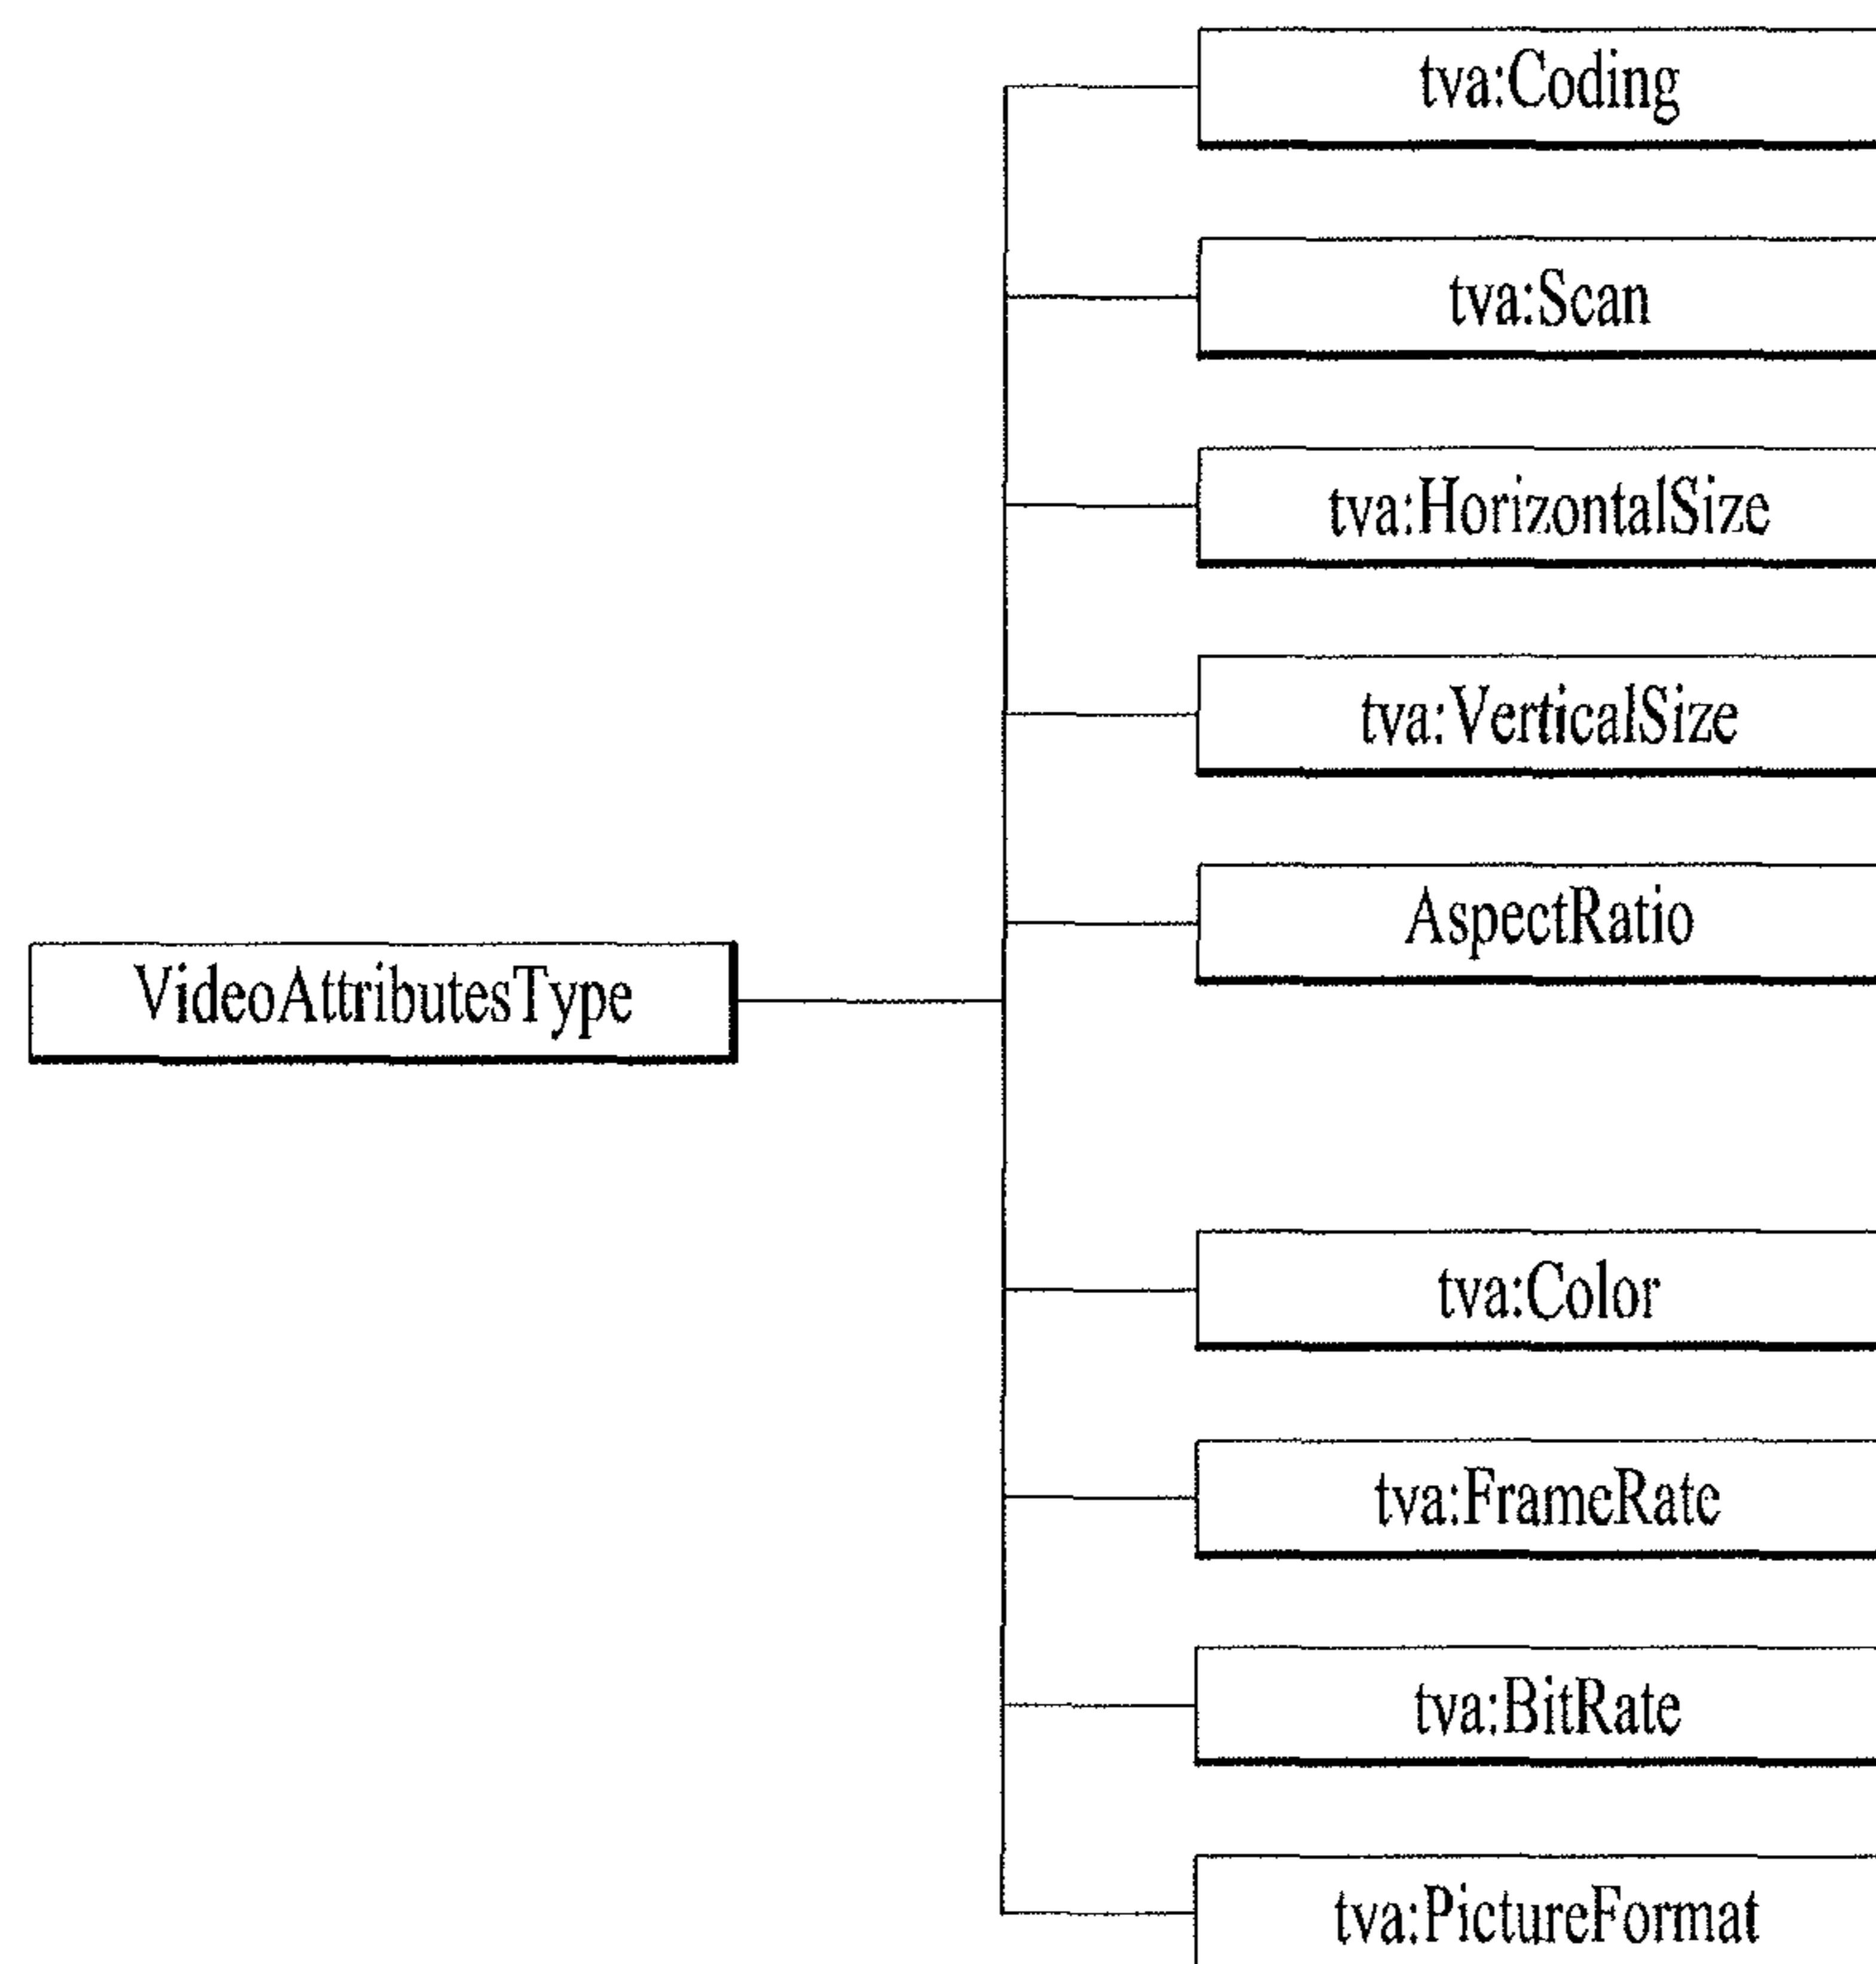 tva:Coding
tva:Scan
tva:HorizontalSize
tva:VerticalSize
AspectRatio
VideoAttributesType
tva:Color
tva:FrameRate
tva:BitRate
tva:PictureFormat